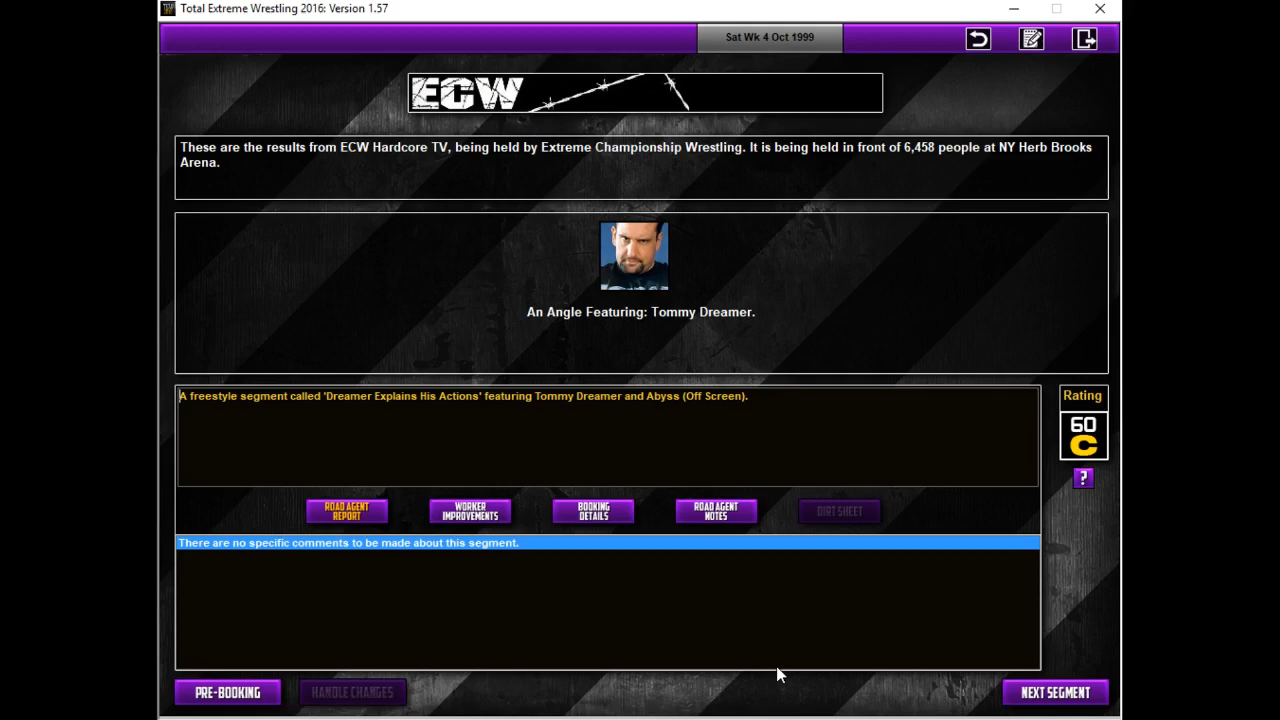 Total Extreme Wrestling 2016: Version 1.57
Sat Wk 4 Oct 1999
ECW
These are the results from ECW Hardcore TV, being held by Extreme Championship Wrestling. It is being held in front of 6,458 people at NY Herb Brooks
Arena.
An Angle Featuring: Tommy Dreamer.
A freestyle segment called 'Dreamer Explains His Actions' featuring Tommy Dreamer and Abyss (Off Screen).
Rating
60
C
?
ROAD AGENT
REPORT
WORKER
IMPROVEMENTS
BOOKING
DETAILS
ROAD AGENT
NOTES
DIRT SHEET
There are no specific comments to be made about this segment.
PRE-BOOKING
HANDLE CHANGES
NEXT SEGMENT